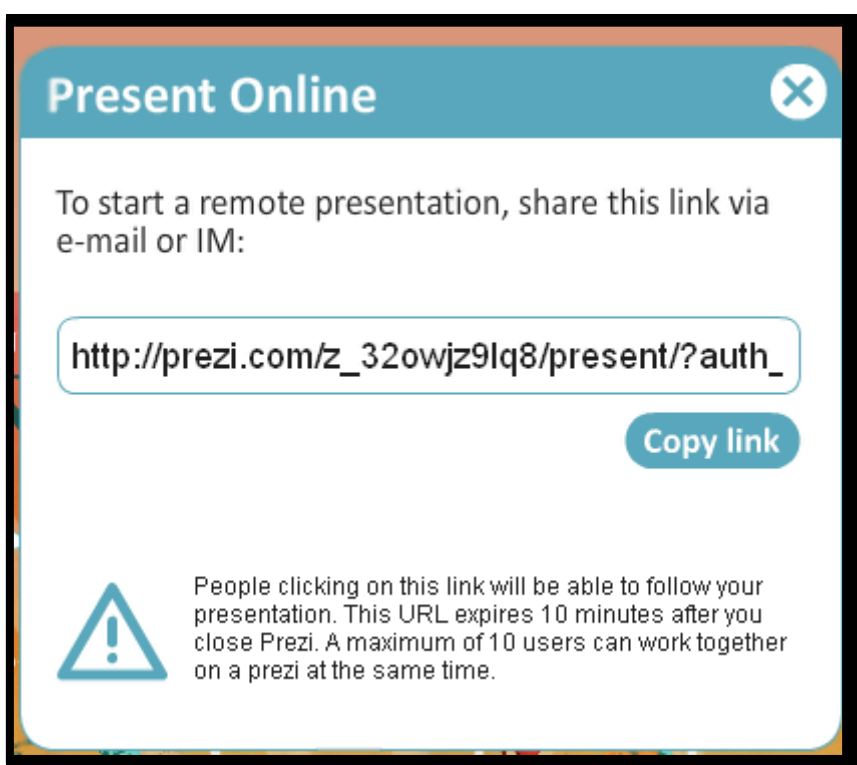 Present Online
To start a remote presentation, share this link via
e-mail or IM:
http://prezi.com/z_32owjz9lq8/present/?auth_
Copy link
People clicking on this link will be able to follow your
presentation. This URL expires 10 minutes after you
close Prezi. A maximum of 10 users can work together
on a prezi at the same time.